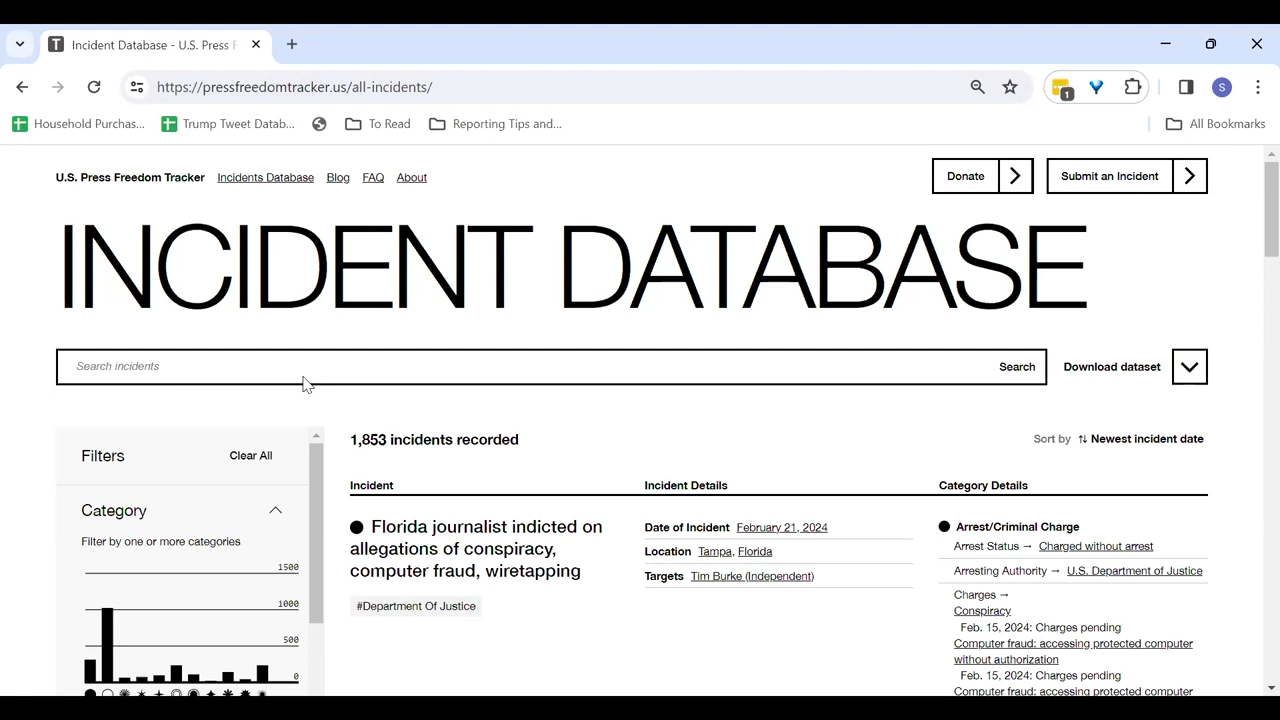 Incident Database - U.S. Press F
https://pressfreedomtracker.us/all-incidents/
1
S
Household Purchas...
Trump Tweet Datab...
To Read
Reporting Tips and...
All Bookmarks
U.S. Press Freedom Tracker
Incidents Database
Blog
FAQ
About
Donate
Submit an Incident
INCIDENT DATABASE
Search incidents
Search
Download dataset
Filters
Clear All
Category
Filter by one or more categories
1500
1000
500
0
1,853 incidents recorded
Sort by Newest incident date
Incident
Incident Details
Category Details
Florida journalist indicted on
allegations of conspiracy,
computer fraud, wiretapping
#Department Of Justice
Date of Incident February 21, 2024
Location Tampa, Florida
Targets Tim Burke (Independent)
Arrest/Criminal Charge
Arrest Status → Charged without arrest
Arresting Authority → U.S. Department of Justice
Charges →
Conspiracy
Feb. 15, 2024: Charges pending
Computer fraud: accessing protected computer
without authorization
Feb. 15, 2024: Charges pending
Computer fraud: accessing protected computer